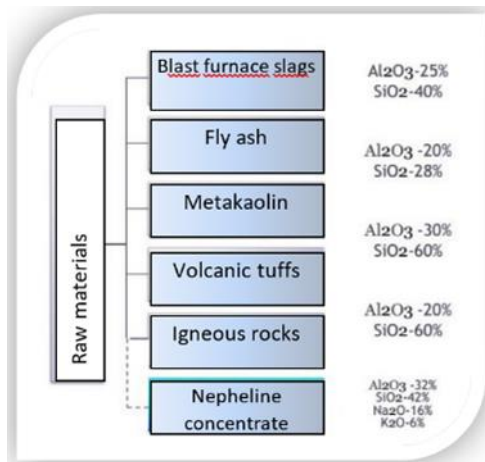 Raw materials
Blast furnace slags
Al2O3-25%
SiO2-40%
Fly ash
Al2O3 -20%
SiO2-28%
Metakaolin
Al2O3 -30%
SiO2-60%
Volcanic tuffs
Al2O3 -20%
SiO2-60%
Igneous rocks
Nepheline
concentrate
Al2O3 -32%
SiO2-42%
Na2O-16%
K2O-6%